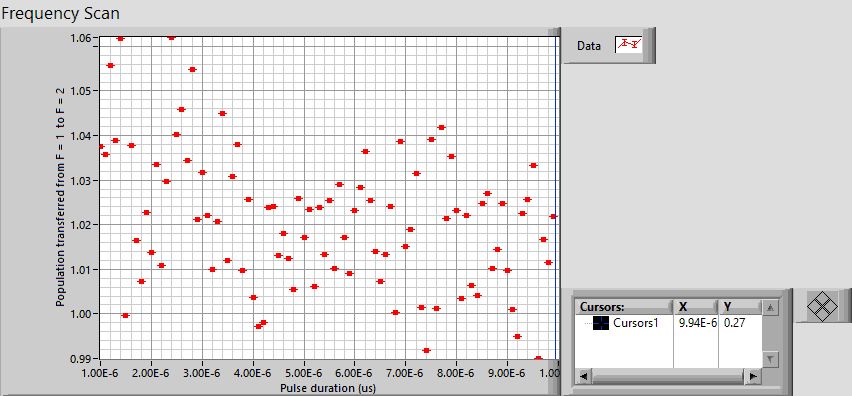 Frequency Scan
Population transferred from F = 1 to F = 2
1.06
1.05
1.04
1.03
1.02
1.01
1.00
0.99
1.00E-6 2.00E-6 3.00E-6 4.00E-6 5.00E-6 6.00E-6 7.00E-6 8.00E-6 9.00E-6 1.00
Pulse duration (us)
Data
Cursors: X Y
Cursors1 9.94E-6 0.27